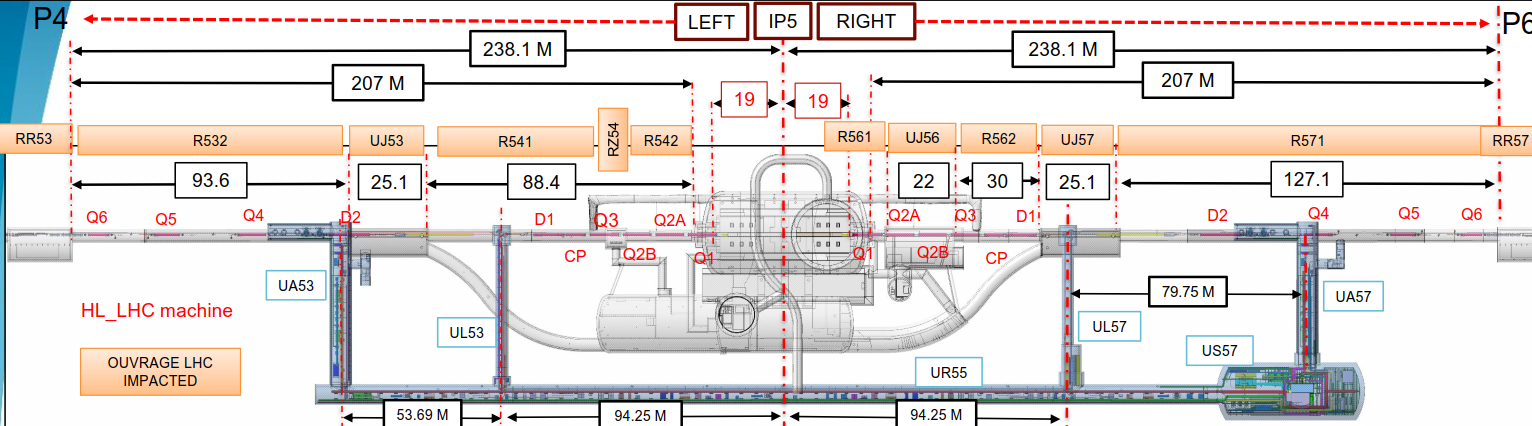 P4
LEFT
IP5
RIGHT
P6
238.1 M
238.1 M
207 M
207 M
19
19
RR53
R532
UJ53
R541
RZ54
R542
R561
UJ56
R562
UJ57
R571
RR57
93.6
25.1
88.4
22
30
25.1
127.1
Q6
Q5
Q4
D2
D1
Q3
Q2A
Q2A
Q3
D1
D2
Q4
Q5
Q6
CP
Q2B
Q1
Q1
Q2B
CP
UA53
79.75 M
UA57
HL_LHC machine
UL53
UL57
OUVRAGE LHC
IMPACTED
UR55
US57
53.69 M
94.25 M
94.25 M